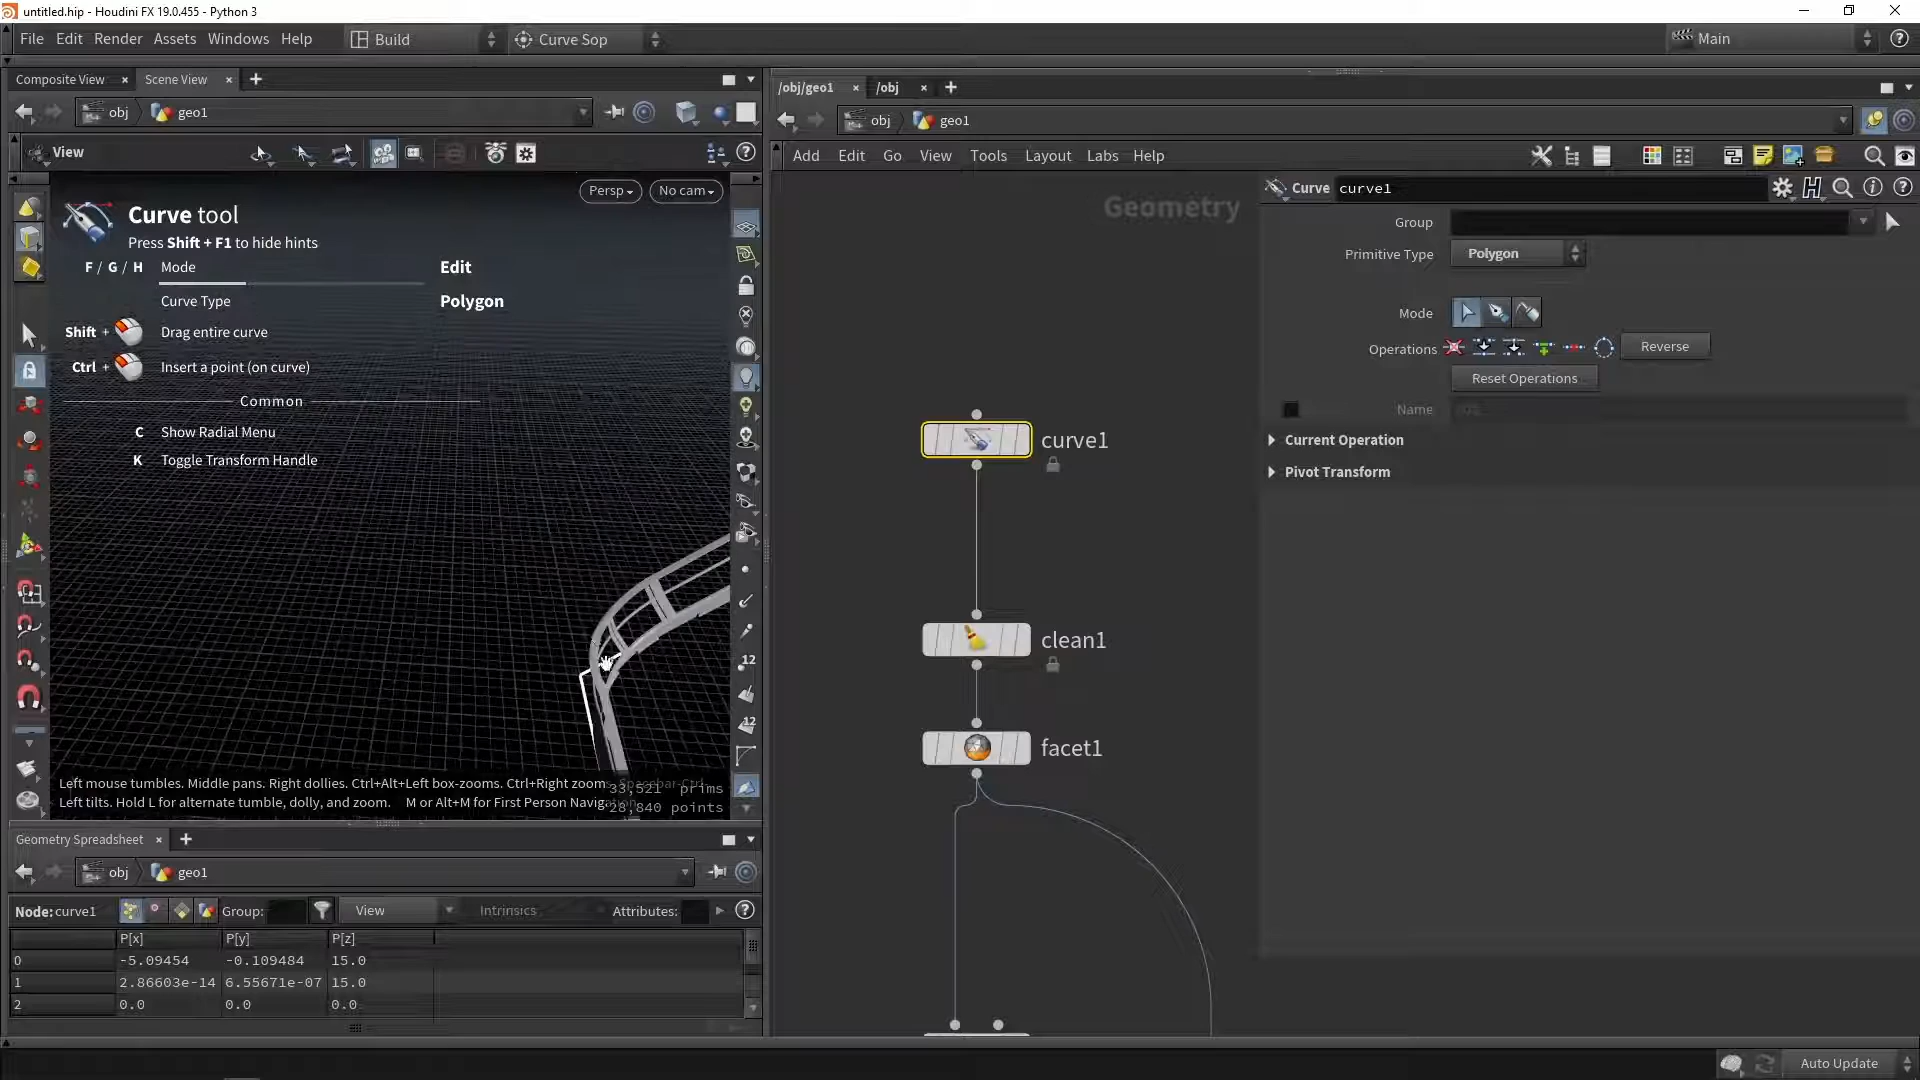 untitled.hip - Houdini FX 19.0.455 - Python 3
File Edit Render Assets Windows Help
Build
Curve Sop
Main
Composite View
Scene View
obj
geo1
View
Persp
No cam
Curve tool
Press Shift + F1 to hide hints
F / G / H Mode Edit
Curve Type Polygon
Shift + Drag entire curve
Ctrl + Insert a point (on curve)
Common
C Show Radial Menu
K Toggle Transform Handle
12
12
Left mouse tumbles. Middle pans. Right dollies. Ctrl+Alt+Left box-zooms. Ctrl+Right zooms. Spacebar-Ctrl-
Left tilts. Hold L for alternate tumble, dolly, and zoom. M or Alt+M for First Person Navigation.
33,521 prims
28,840 points
Geometry Spreadsheet
obj
geo1
Node: curve1
Group:
View
Intrinsics
Attributes:
P[x] P[y] P[z]
0 -5.09454 -0.109484 15.0
1 2.86603e-14 6.55671e-07 15.0
2 0.0 0.0 0.0
/obj/geo1
/obj
obj
geo1
Add Edit Go View Tools Layout Labs Help
Geometry
curve1
clean1
facet1
Curve curve1
Group
Primitive Type Polygon
Mode
Operations Reverse
Reset Operations
Name
Current Operation
Pivot Transform
Auto Update